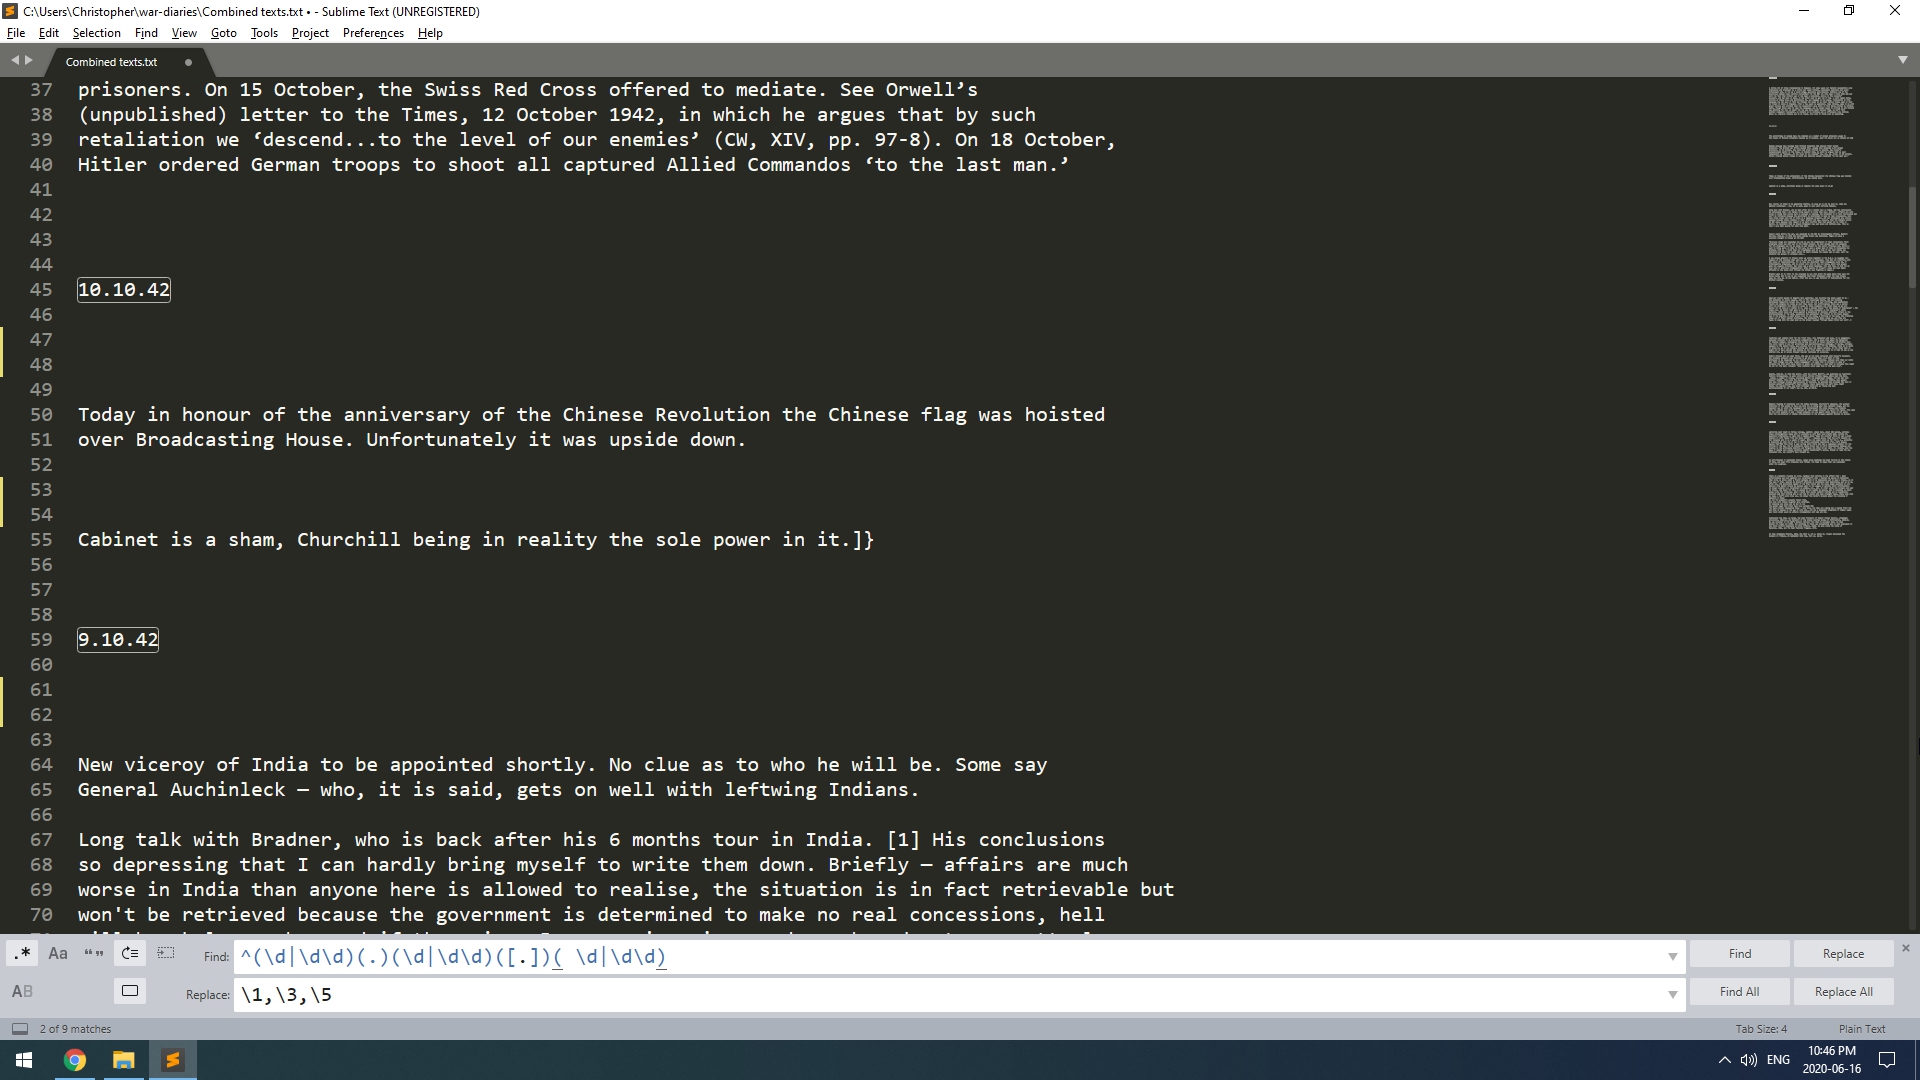 C:\Users\Christopher\war-diaries\Combined texts.txt • - Sublime Text (UNREGISTERED)
File Edit Selection Find View Goto Tools Project Preferences Help
Combined texts.txt
37 prisoners. On 15 October, the Swiss Red Cross offered to mediate. See Orwell’s
38 (unpublished) letter to the Times, 12 October 1942, in which he argues that by such
39 retaliation we ‘descend...to the level of our enemies’ (CW, XIV, pp. 97-8). On 18 October,
40 Hitler ordered German troops to shoot all captured Allied Commandos ‘to the last man.’
41
42
43
44
45 10.10.42
46
47
48
49
50 Today in honour of the anniversary of the Chinese Revolution the Chinese flag was hoisted
51 over Broadcasting House. Unfortunately it was upside down.
52
53
54
55 Cabinet is a sham, Churchill being in reality the sole power in it.]}
56
57
58
59 9.10.42
60
61
62
63
64 New viceroy of India to be appointed shortly. No clue as to who he will be. Some say
65 General Auchinleck — who, it is said, gets on well with leftwing Indians.
66
67 Long talk with Bradner, who is back after his 6 months tour in India. [1] His conclusions
68 so depressing that I can hardly bring myself to write them down. Briefly — affairs are much
69 worse in India than anyone here is allowed to realise, the situation is in fact retrievable but
70 won't be retrieved because the government is determined to make no real concessions, hell
.* Aa “” Find: ^(\d|\d\d)(.)(\d|\d\d)([.])( \d|\d\d) Find Replace
AB Replace: \1,\3,\5 Find All Replace All
2 of 9 matches Tab Size: 4 Plain Text
ENG 10:46 PM
2020-06-16